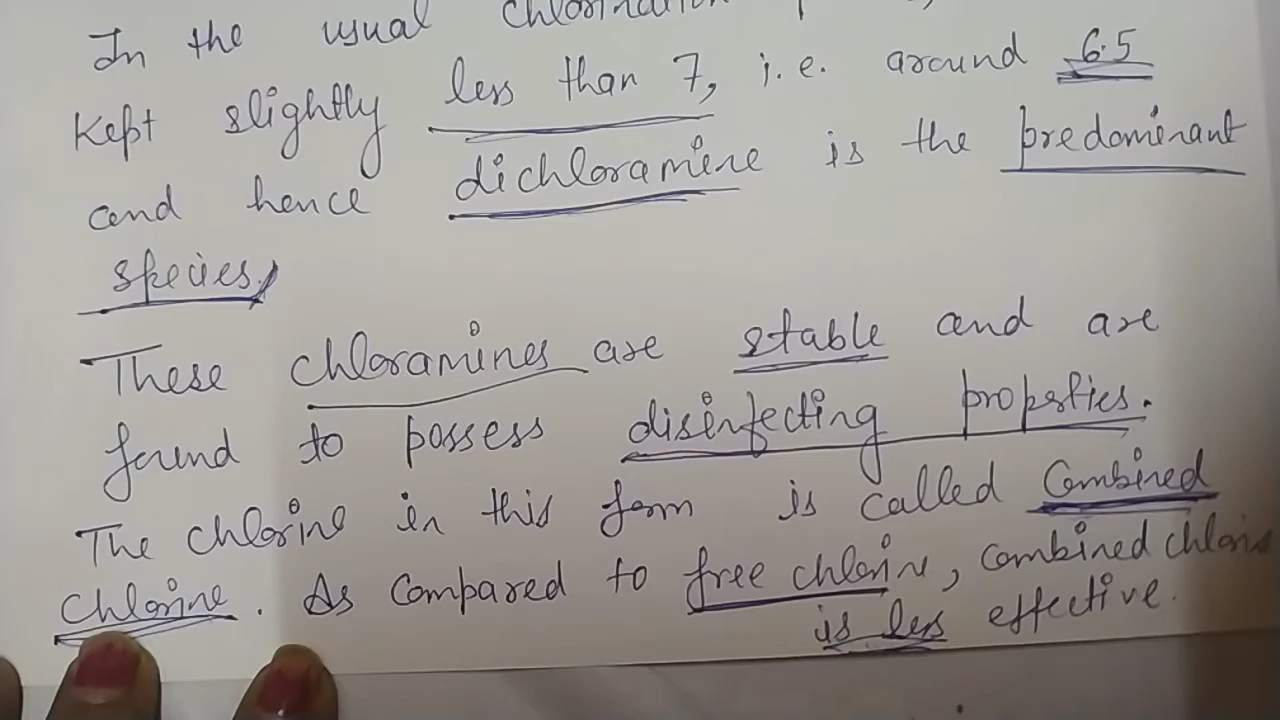 In the usual chlorination
kept slightly less than 7, i.e. around 6.5
and hence dichloramine is the predominant
species.
These chloramines are stable and are
found to possess disinfecting properties.
The chlorine in this form is called Combined
chlorine. As compared to free chlorine, combined chlorin
is less effective.